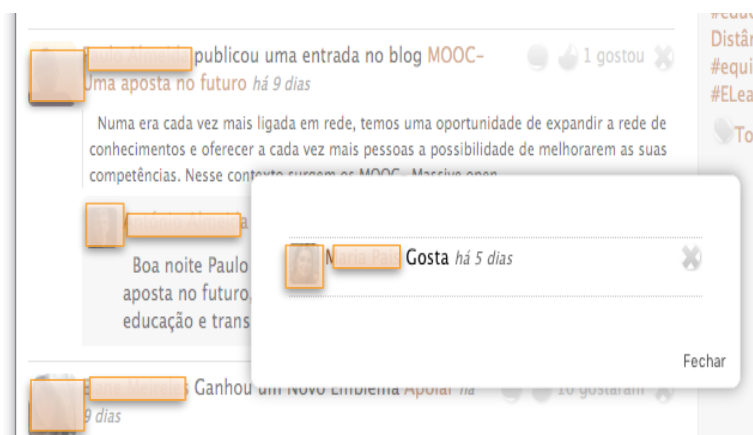 publicou uma entrada no blog MOOC-
Uma aposta no futuro há 9 dias
1 gostou
Numa era cada vez mais ligada em rede, temos uma oportunidade de expandir a rede de
conhecimentos e oferecer a cada vez mais pessoas a possibilidade de melhorarem as suas
competências. Nesse contexto surgem os MOOC- Massive open
Boa noite Paulo
aposta no futuro,
educação e trans
Gosta há 5 dias
Fechar
Ganhou um Novo Emblema Apoiar há
9 dias
10 gostaram
Distân
#equi
#ELea
To